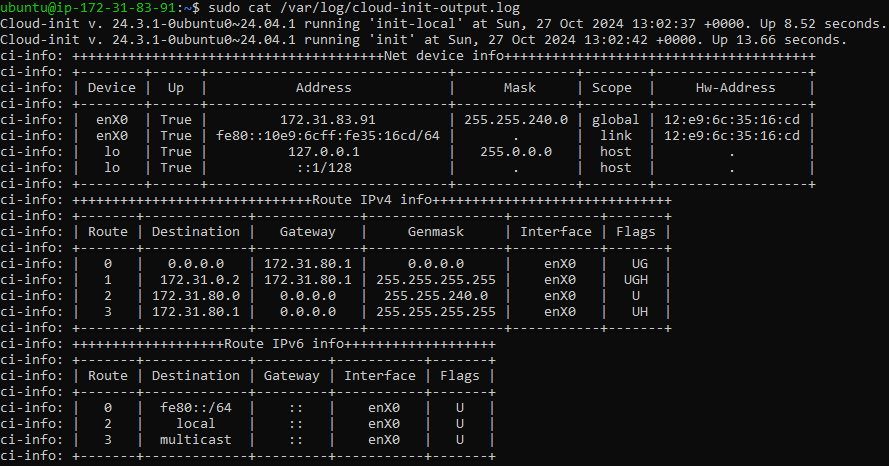 ubuntu@ip-172-31-83-91:~$ sudo cat /var/log/cloud-init-output.log
Cloud-init v. 24.3.1-0ubuntu0~24.04.1 running 'init-local' at Sun, 27 Oct 2024 13:02:37 +0000. Up 8.52 seconds.
Cloud-init v. 24.3.1-0ubuntu0~24.04.1 running 'init' at Sun, 27 Oct 2024 13:02:42 +0000. Up 13.66 seconds.
ci-info: +++++++++++++++++++++++++++++++++++++++Net device info+++++++++++++++++++++++++++++++++++++++
ci-info: +--------+------+------------------------------+---------------+--------+-------------------+
ci-info: | Device |  Up  |           Address            |      Mask     | Scope  |     Hw-Address    |
ci-info: +--------+------+------------------------------+---------------+--------+-------------------+
ci-info: |  enX0  | True |         172.31.83.91         | 255.255.240.0 | global | 12:e9:6c:35:16:cd |
ci-info: |  enX0  | True | fe80::10e9:6cff:fe35:16cd/64 |       .       |  link  | 12:e9:6c:35:16:cd |
ci-info: |   lo   | True |          127.0.0.1           |   255.0.0.0   |  host  |         .         |
ci-info: |   lo   | True |           ::1/128            |       .       |  host  |         .         |
ci-info: +--------+------+------------------------------+---------------+--------+-------------------+
ci-info: ++++++++++++++++++++++++++++++Route IPv4 info++++++++++++++++++++++++++++++
ci-info: +-------+-------------+-------------+-----------------+-----------+-------+
ci-info: | Route | Destination |   Gateway   |     Genmask     | Interface | Flags |
ci-info: +-------+-------------+-------------+-----------------+-----------+-------+
ci-info: |   0   |   0.0.0.0   | 172.31.80.1 |     0.0.0.0     |    enX0   |   UG  |
ci-info: |   1   |  172.31.0.2 | 172.31.80.1 | 255.255.255.255 |    enX0   |  UGH  |
ci-info: |   2   | 172.31.80.0 |   0.0.0.0   |  255.255.240.0  |    enX0   |   U   |
ci-info: |   3   | 172.31.80.1 |   0.0.0.0   | 255.255.255.255 |    enX0   |   UH  |
ci-info: +-------+-------------+-------------+-----------------+-----------+-------+
ci-info: +++++++++++++++++++Route IPv6 info+++++++++++++++++++
ci-info: +-------+-------------+---------+-----------+-------+
ci-info: | Route | Destination | Gateway | Interface | Flags |
ci-info: +-------+-------------+---------+-----------+-------+
ci-info: |   0   |  fe80::/64  |    ::   |    enX0   |   U   |
ci-info: |   2   |    local    |    ::   |    enX0   |   U   |
ci-info: |   3   |  multicast  |    ::   |    enX0   |   U   |
ci-info: +-------+-------------+---------+-----------+-------+